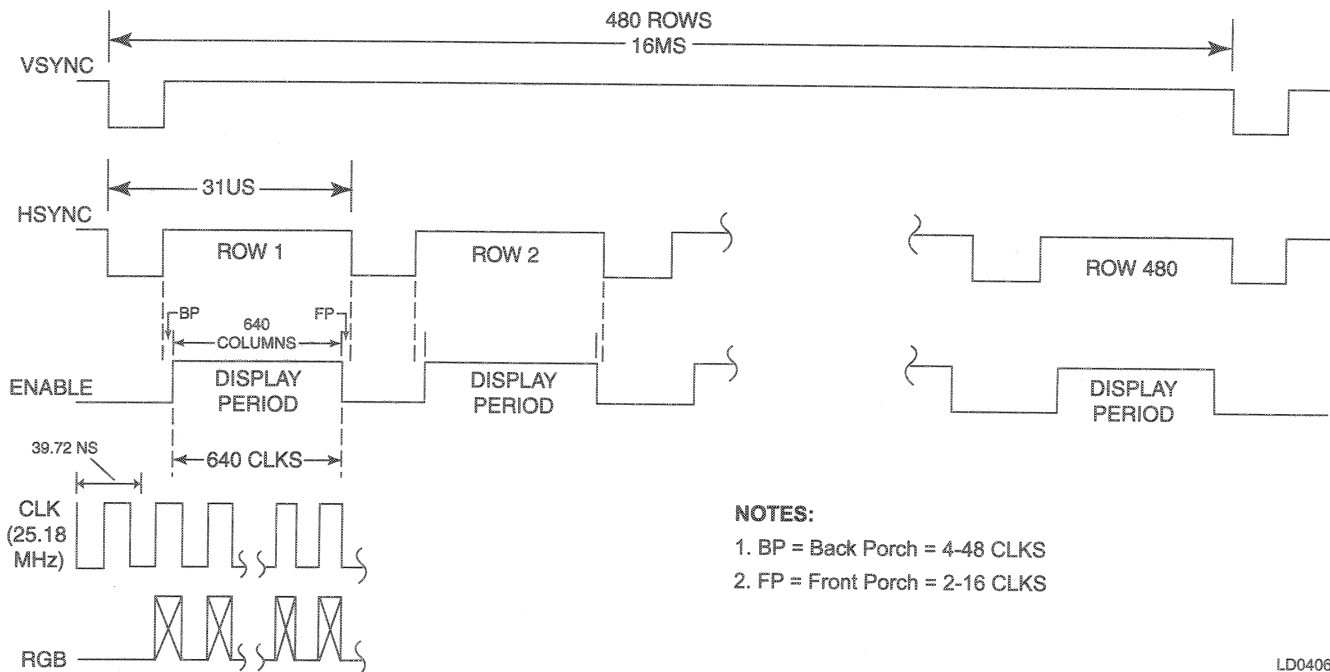 480 ROWS
16MS
VSYNC
31US
HSYNC
ROW 1
ROW 2
ROW 480
BP
FP
640
COLUMNS
ENABLE
DISPLAY
PERIOD
DISPLAY
PERIOD
DISPLAY
PERIOD
39.72 NS
640 CLKS
CLK
(25.18
MHz)
NOTES:
1. BP = Back Porch = 4-48 CLKS
2. FP = Front Porch = 2-16 CLKS
RGB
LD0406